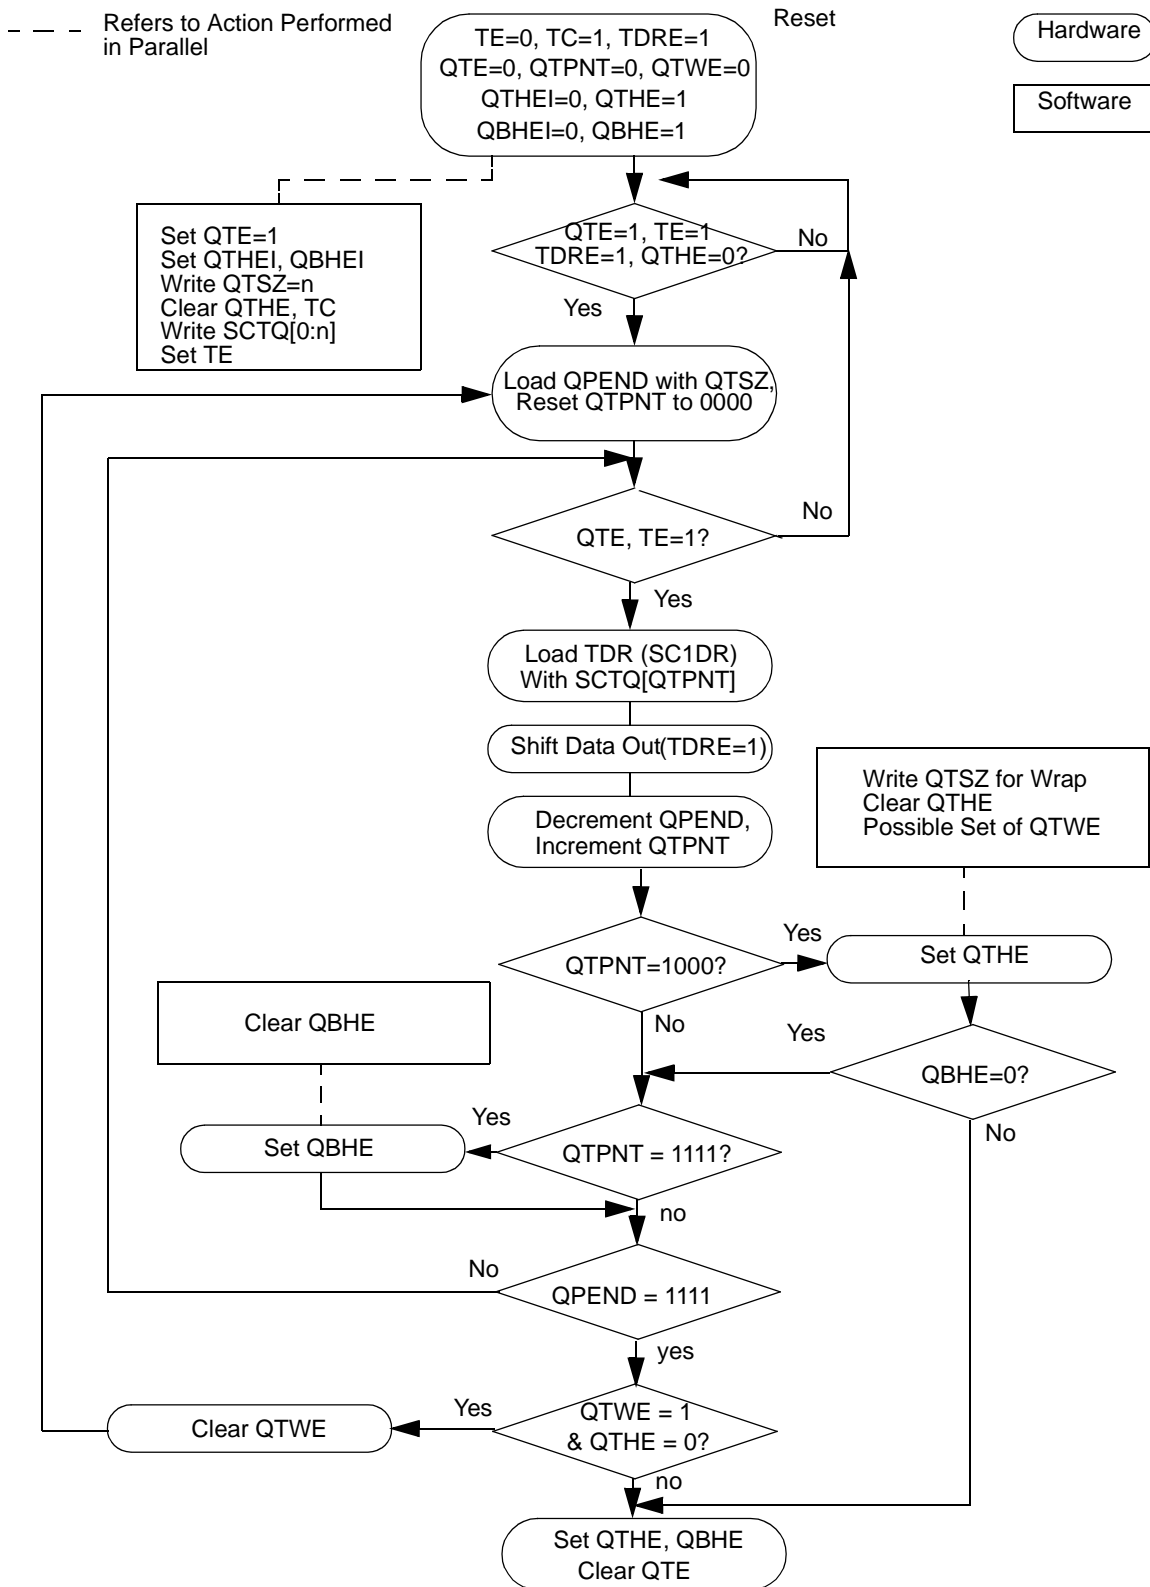 Refers to Action Performed
in Parallel
Reset
Hardware
Software
TE=0, TC=1, TDRE=1
QTE=0, QTPNT=0, QTWE=0
QTHEI=0, QTHE=1
QBHEI=0, QBHE=1
Set QTE=1
Set QTHEI, QBHEI
Write QTSZ=n
Clear QTHE, TC
Write SCTQ[0:n]
Set TE
QTE=1, TE=1
TDRE=1, QTHE=0?
No
Yes
Load QPEND with QTSZ,
Reset QTPNT to 0000
QTE, TE=1?
No
Yes
Load TDR (SC1DR)
With SCTQ[QTPNT]
Shift Data Out(TDRE=1)
Decrement QPEND,
Increment QTPNT
Write QTSZ for Wrap
Clear QTHE
Possible Set of QTWE
QTPNT=1000?
Yes
Set QTHE
No
Clear QBHE
Yes
QBHE=0?
No
Yes
Set QBHE
QTPNT = 1111?
no
No
QPEND = 1111
yes
QTWE = 1
& QTHE = 0?
Yes
Clear QTWE
no
Set QTHE, QBHE
Clear QTE